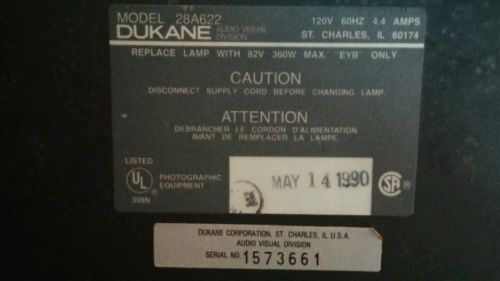 MODEL 28A622
DUKANE AUDIO VISUAL DIVISION
120V 60HZ 4.4 AMPS
ST. CHARLES, IL 60174
REPLACE LAMP WITH 82V 360W MAX. "EYB" ONLY
CAUTION
DISCONNECT SUPPLY CORD BEFORE CHANGING LAMP.
ATTENTION
DEBRANCHER LE CORDON D'ALIMENTATION
AVANT DE REMPLACER LA LAMPE.
LISTED
UL ®
398N
PHOTOGRAPHIC
EQUIPMENT
MAY 14 1990
SA ®
DUKANE CORPORATION, ST. CHARLES, IL U.S.A.
AUDIO VISUAL DIVISION
SERIAL NO. 1573661